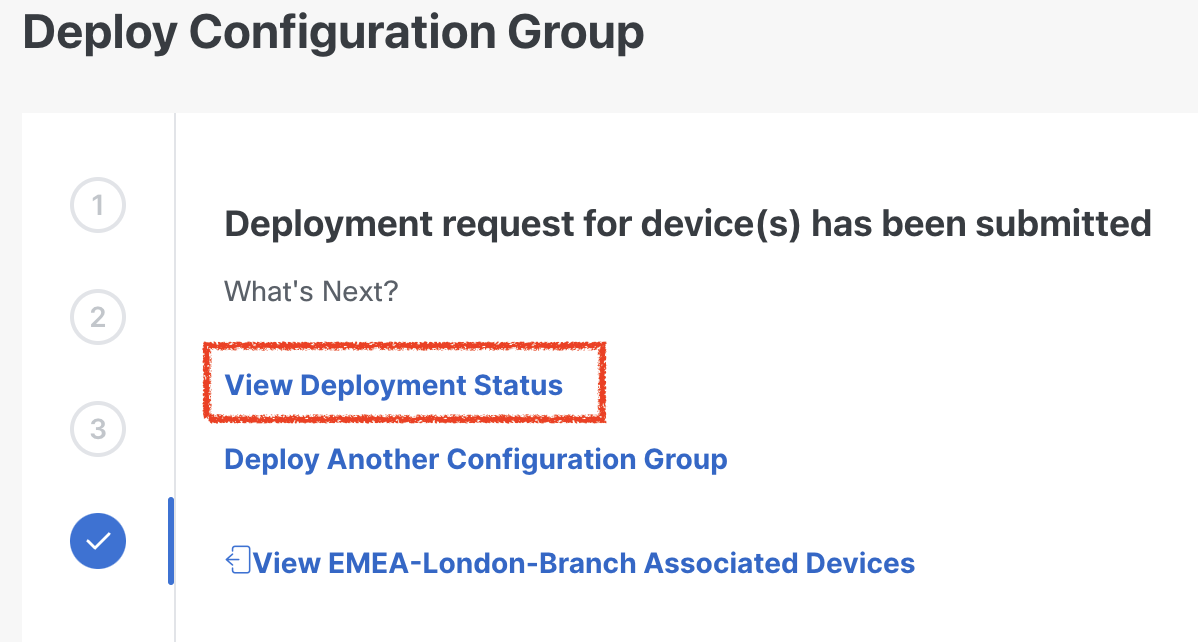 Deploy Configuration Group
1
Deployment request for device(s) has been submitted
What's Next?
2
View Deployment Status
3
Deploy Another Configuration Group
View EMEA-London-Branch Associated Devices